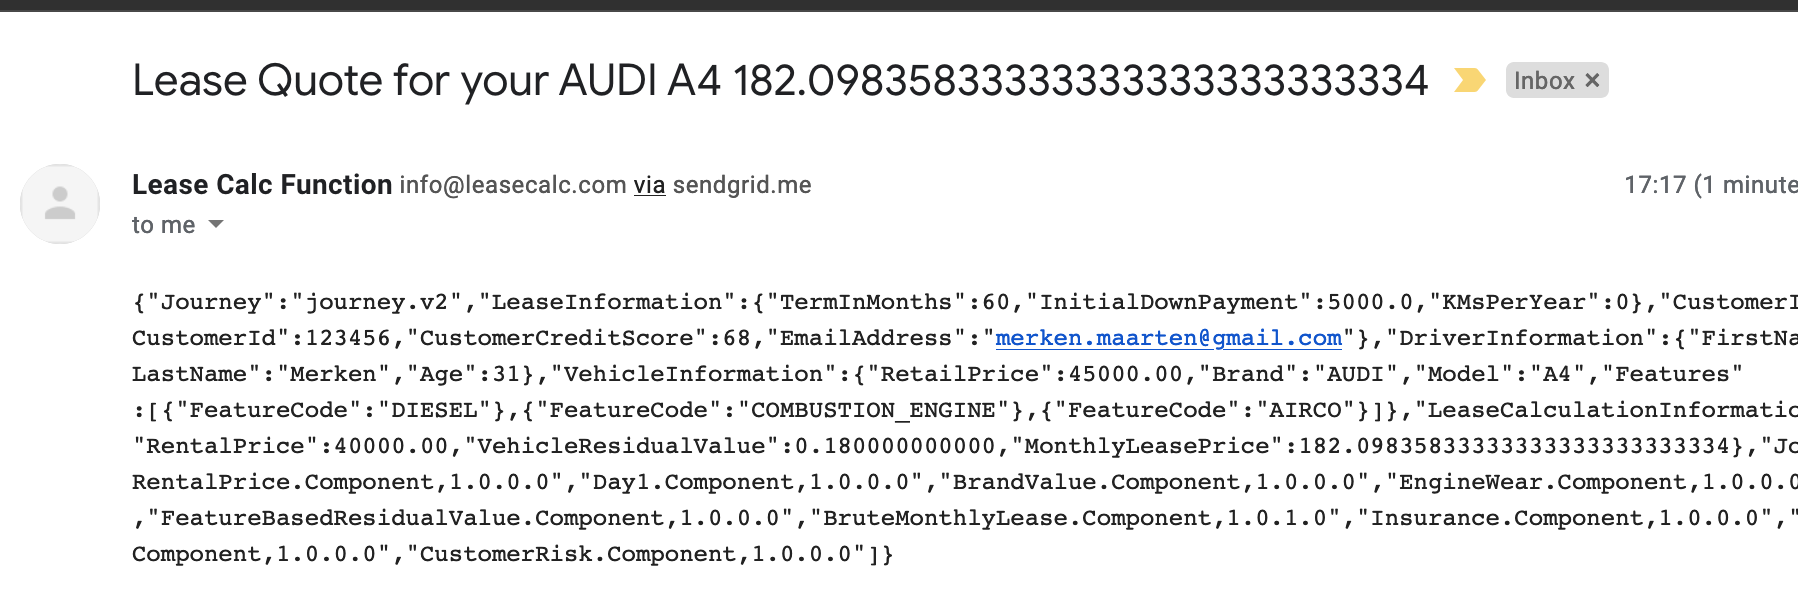 Lease Quote for your AUDI A4 182.09835833333333333333333334 Inbox ×
Lease Calc Function info@leasecalc.com via sendgrid.me 17:17 (1 minute
to me
{"Journey":"journey.v2","LeaseInformation":{"TermInMonths":60,"InitialDownPayment":5000.0,"KMsPerYear":0},"CustomerI
CustomerId":123456,"CustomerCreditScore":68,"EmailAddress":"merken.maarten@gmail.com"},"DriverInformation":{"FirstNa
LastName":"Merken","Age":31},"VehicleInformation":{"RetailPrice":45000.00,"Brand":"AUDI","Model":"A4","Features"
:[{"FeatureCode":"DIESEL"},{"FeatureCode":"COMBUSTION_ENGINE"},{"FeatureCode":"AIRCO"}]},"LeaseCalculationInformatio
"RentalPrice":40000.00,"VehicleResidualValue":0.180000000000,"MonthlyLeasePrice":182.09835833333333333333333334},"Jo
RentalPrice.Component,1.0.0.0","Day1.Component,1.0.0.0","BrandValue.Component,1.0.0.0","EngineWear.Component,1.0.0.0
,"FeatureBasedResidualValue.Component,1.0.0.0","BruteMonthlyLease.Component,1.0.1.0","Insurance.Component,1.0.0.0","
Component,1.0.0.0","CustomerRisk.Component,1.0.0.0"]}